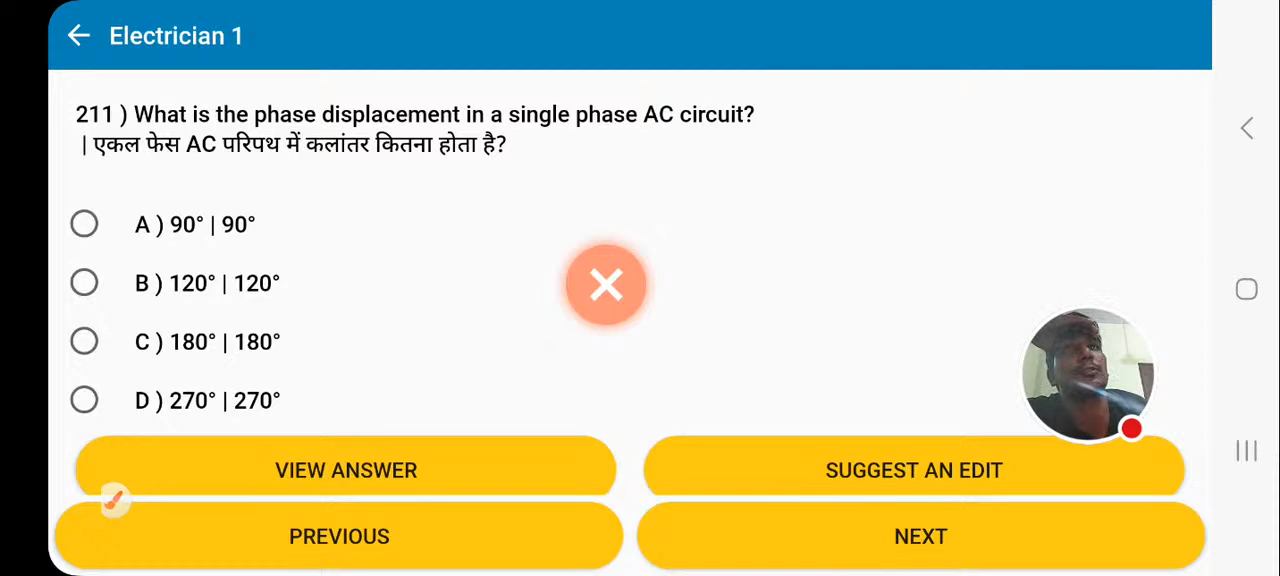 Electrician 1
211 ) What is the phase displacement in a single phase AC circuit?
| एकल फेस AC परिपथ में कलांतर कितना होता है?
A ) 90° | 90°
B ) 120° | 120°
C ) 180° | 180°
D ) 270° | 270°
VIEW ANSWER
SUGGEST AN EDIT
PREVIOUS
NEXT